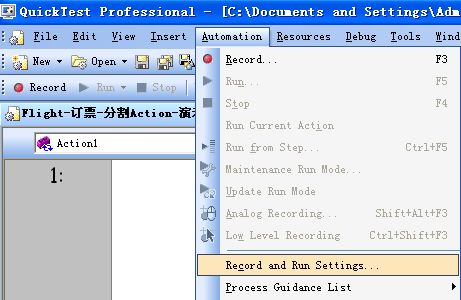 QuickTest Professional - [C:\Documents and Settings\Adm
File Edit View Insert Automation Resources Debug Tools Wind
New Open
Record Run Stop
Flight-订票-分割Action-演示
Action1
1:
Record... F3
Run... F5
Stop F4
Run Current Action
Run from Step... Ctrl+F5
Maintenance Run Mode...
Update Run Mode
Analog Recording... Shift+Alt+F3
Low Level Recording Ctrl+Shift+F3
Record and Run Settings...
Process Guidance List